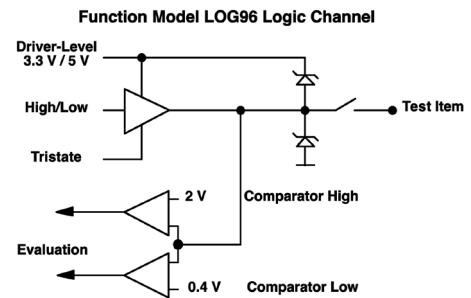 Function Model LOG96 Logic Channel
Driver-Level
3.3 V / 5 V
High/Low
Test Item
Tristate
2 V
Comparator High
Evaluation
0.4 V
Comparator Low